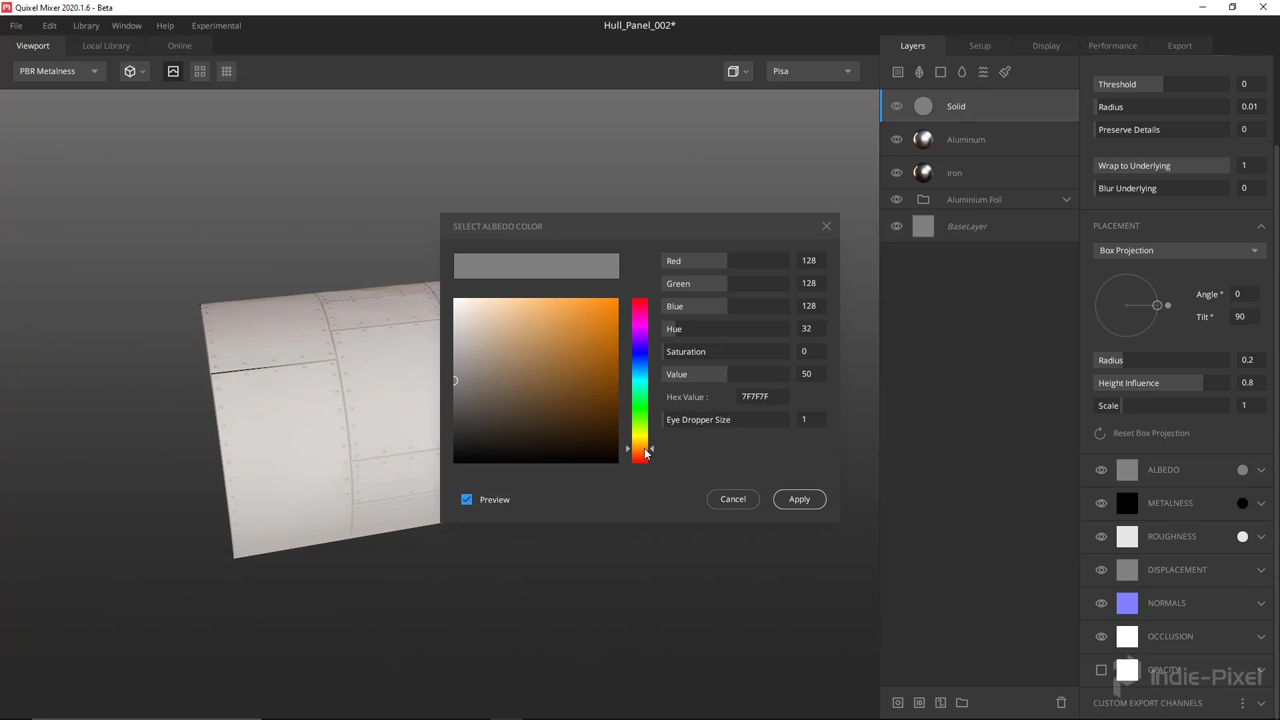 Quixel Mixer 2020.1.6 - Beta
File Edit Library Window Help Experimental
Hull_Panel_002*
Viewport Local Library Online
Layers Setup Display Performance Export
PBR Metalness
Pisa
Solid
Aluminum
Iron
Aluminium Foil
BaseLayer
Threshold 0
Radius 0.01
Preserve Details 0
Wrap to Underlying 1
Blur Underlying 0
PLACEMENT
Box Projection
Angle ° 0
Tilt ° 90
Radius 0.2
Height Influence 0.8
Scale 1
Reset Box Projection
ALBEDO
METALNESS
ROUGHNESS
DISPLACEMENT
NORMALS
OCCLUSION
OPACITY
CUSTOM EXPORT CHANNELS
SELECT ALBEDO COLOR
Red 128
Green 128
Blue 128
Hue 32
Saturation 0
Value 50
Hex Value : 7F7F7F
Eye Dropper Size 1
Preview
Cancel Apply
Indie-Pixel